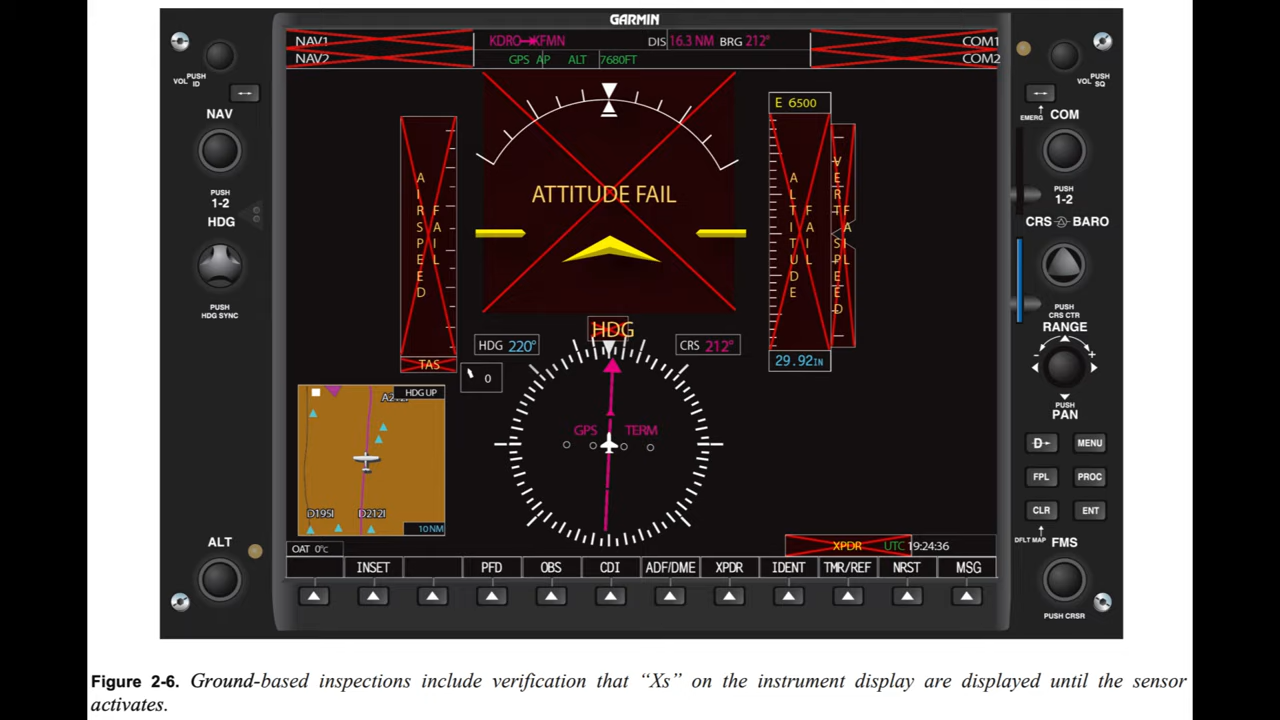 GARMIN
NAV1
NAV2
KDRO KFMN DIS 16.3 NM BRG 212°
GPS AP ALT 7680FT
COM1
COM2
VOL PUSH ID
VOL PUSH SQ
EMERG
NAV
COM
PUSH
1-2
PUSH
1-2
HDG
CRS BARO
PUSH
HDG SYNC
PUSH
CRS CTR
RANGE
- +
PUSH
PAN
E 6500
AIRSPEED FAIL
ATTITUDE FAIL
ALTITUDE FAIL
VERT SPEED FAIL
HDG
HDG 220°
CRS 212°
29.92IN
TAS
0
HDG UP
A212I
GPS TERM
D195I D212I
10 NM
D
MENU
FPL
PROC
CLR
ENT
DFLT MAP
FMS
ALT
PUSH CRSR
OAT 0°C
XPDR UTC 19:24:36
INSET PFD OBS CDI ADF/DME XPDR IDENT TMR/REF NRST MSG
Figure 2-6. Ground-based inspections include verification that “Xs” on the instrument display are displayed until the sensor
activates.